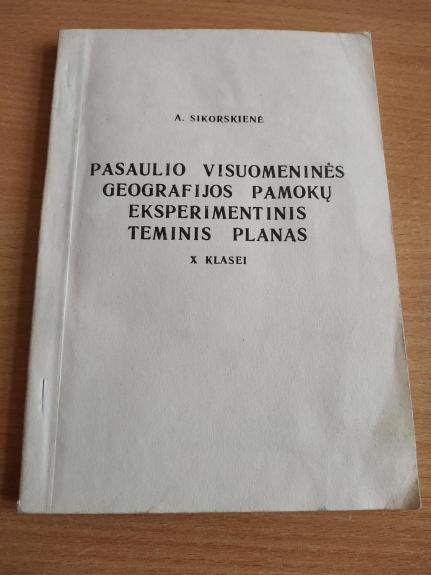 A. SIKORSKIENĖ
PASAULIO VISUOMENINĖS
GEOGRAFIJOS PAMOKŲ
EKSPERIMENTINIS
TEMINIS PLANAS
X KLASEI